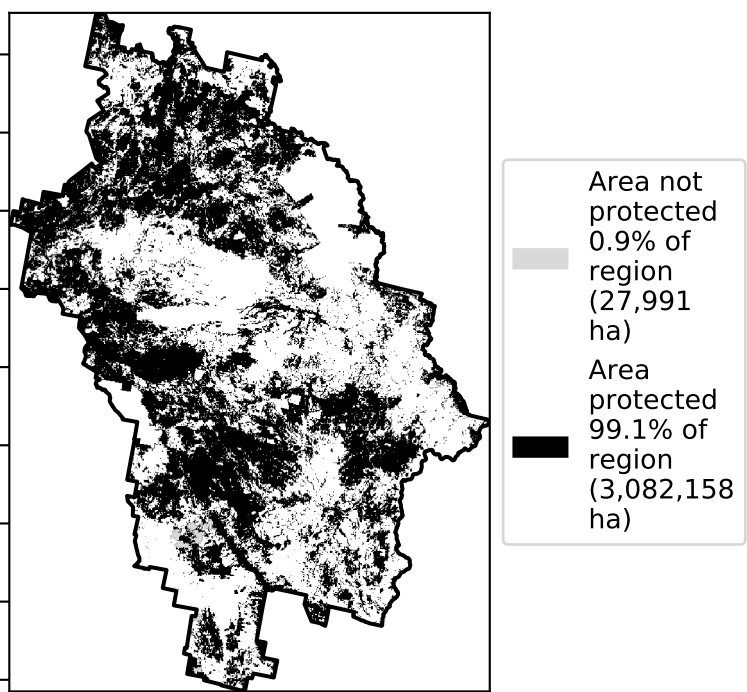 Area not
protected
0.9% of
region
(27,991
ha)
Area
protected
99.1% of
region
(3,082,158
ha)